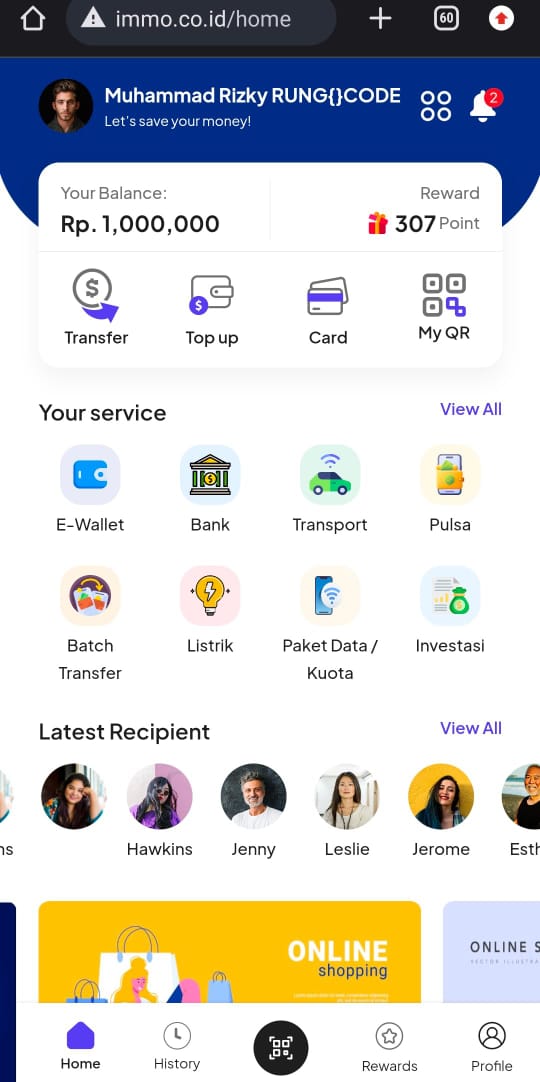 immo.co.id/home
60
Muhammad Rizky RUNG{}CODE
2
Let's save your money!
Your Balance:
Reward
Rp. 1,000,000
307 Point
Transfer
Top up
Card
My QR
Your service
View All
E-Wallet
Bank
Transport
Pulsa
Batch
Transfer
Listrik
Paket Data /
Kuota
Investasi
Latest Recipient
View All
ns
Hawkins
Jenny
Leslie
Jerome
Esth
ONLINE
shopping
ONLINE S
VECTOR ILLUSTRA
Home
History
Rewards
Profile